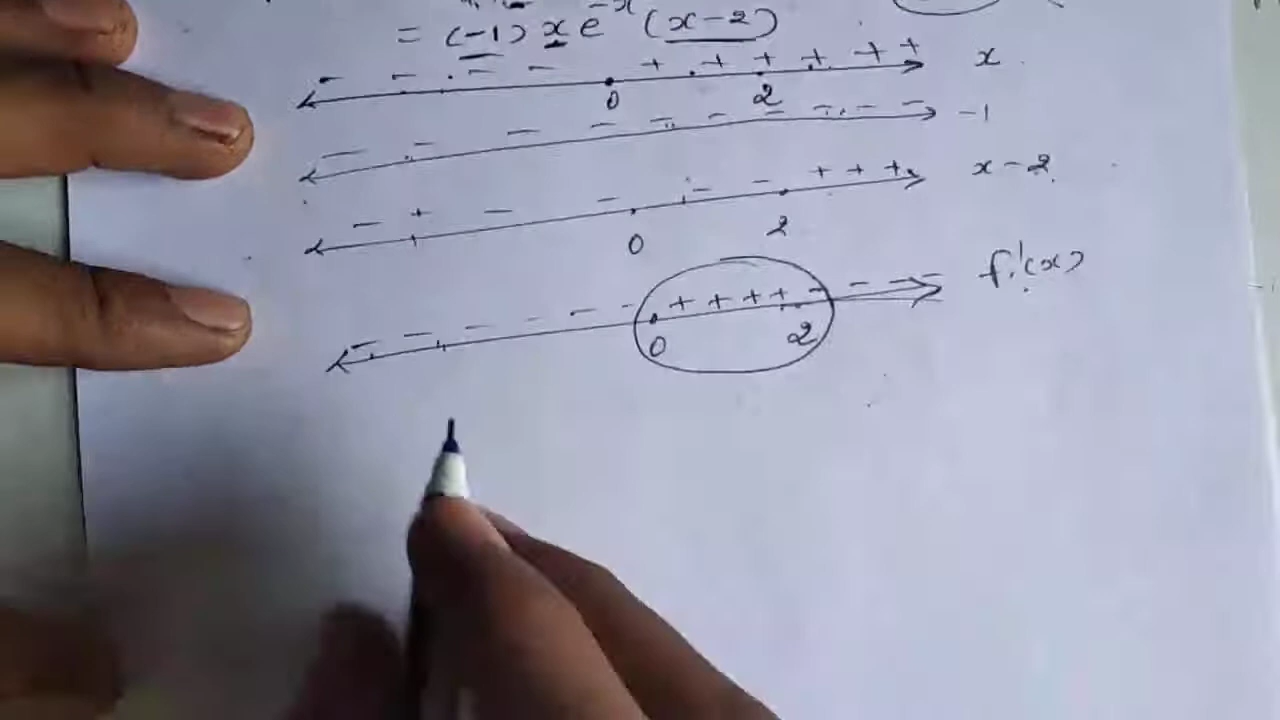 = (-1) x e^-x (x-2)
- - - - + + + + + + x
0 2
- - - - - - - - - - -1
- + - - - - + + + x-2
0 2
- - - - - - + + + + - - - - f'(x)
0 2